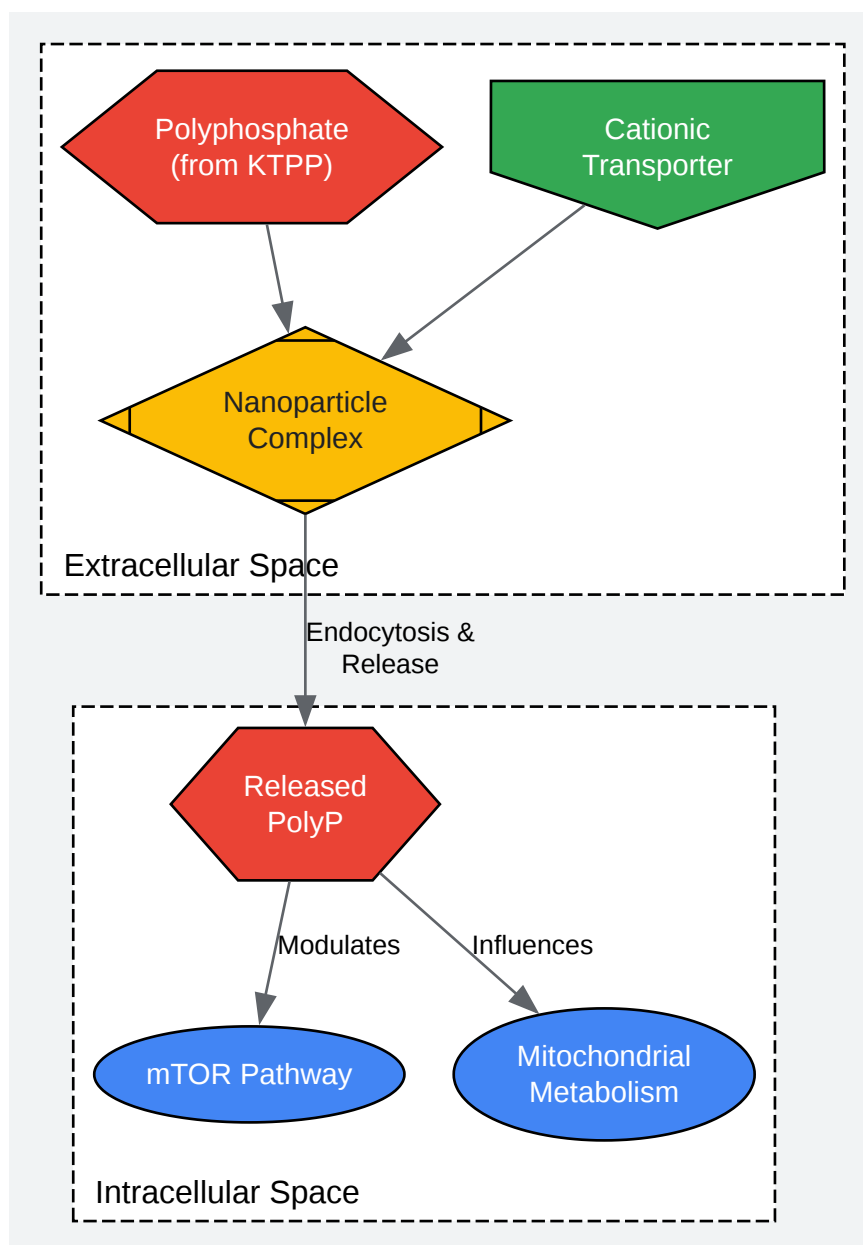 Polyphosphate
(from KTPP)
Cationic
Transporter
Nanoparticle
Complex
Extracellular Space
Endocytosis &
Release
Released
PolyP
Modulates
Influences
mTOR Pathway
Mitochondrial
Metabolism
Intracellular Space